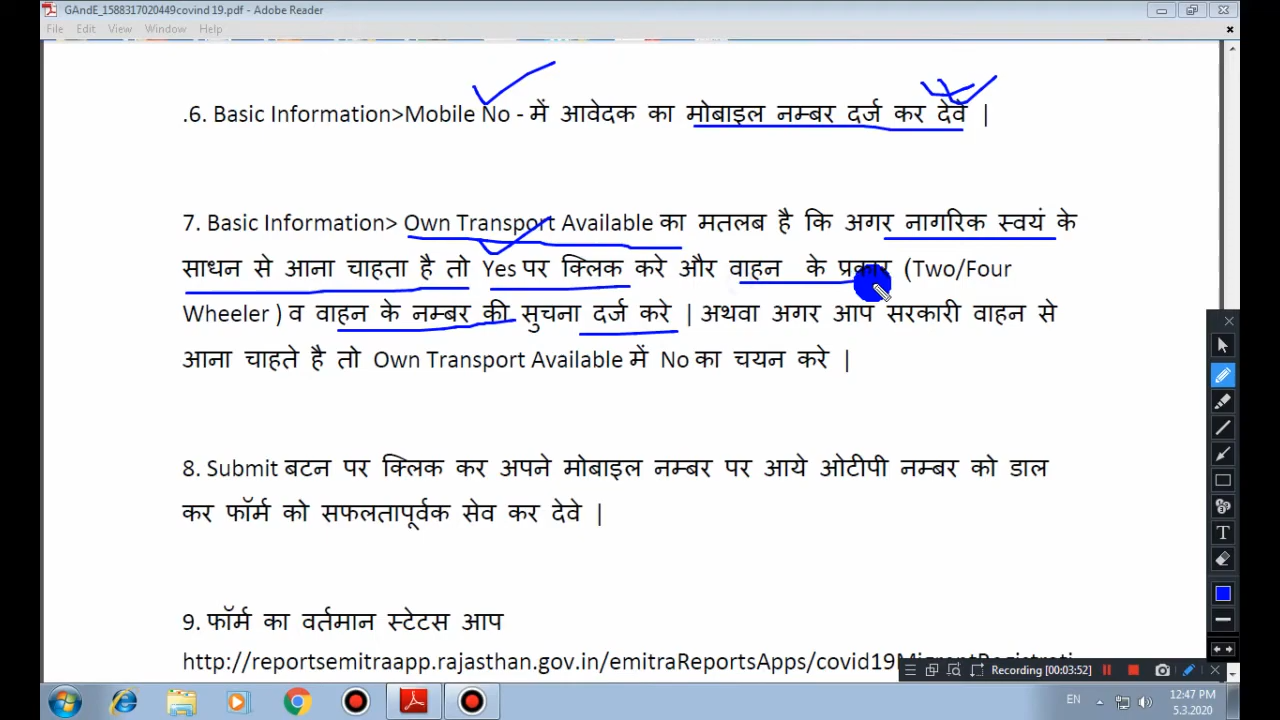 GAndE_1588317020449covind 19.pdf - Adobe Reader
File Edit View Window Help
.6. Basic Information>Mobile No - में आवेदक का मोबाइल नम्बर दर्ज कर देवे |
7. Basic Information> Own Transport Available का मतलब है कि अगर नागरिक स्वयं के
साधन से आना चाहता है तो Yes पर क्लिक करे और वाहन के प्रकार (Two/Four
Wheeler ) व वाहन के नम्बर की सुचना दर्ज करे | अथवा अगर आप सरकारी वाहन से
आना चाहते है तो Own Transport Available में No का चयन करे |
8. Submit बटन पर क्लिक कर अपने मोबाइल नम्बर पर आये ओटीपी नम्बर को डाल
कर फॉर्म को सफलतापूर्वक सेव कर देवे |
9. फॉर्म का वर्तमान स्टेटस आप
http://reportsemitraapp.rajasthan.gov.in/emitraReportsApps/covid19MigrantRegistrati
Recording [00:03:52]
EN
12:47 PM
5.3.2020